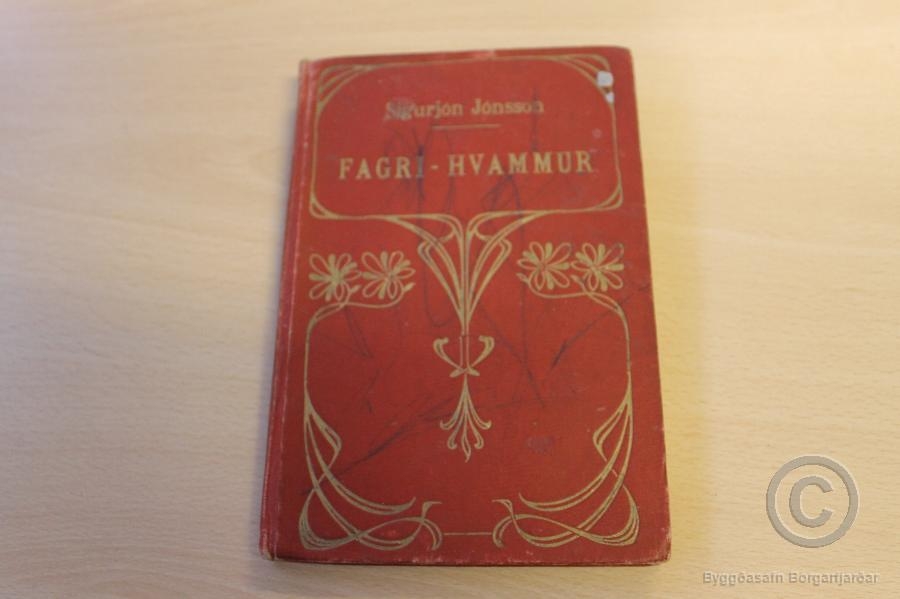 Sigurjón Jónsson
FAGRI-HVAMMUR
©
Byggðasafn Borgarfjarðar